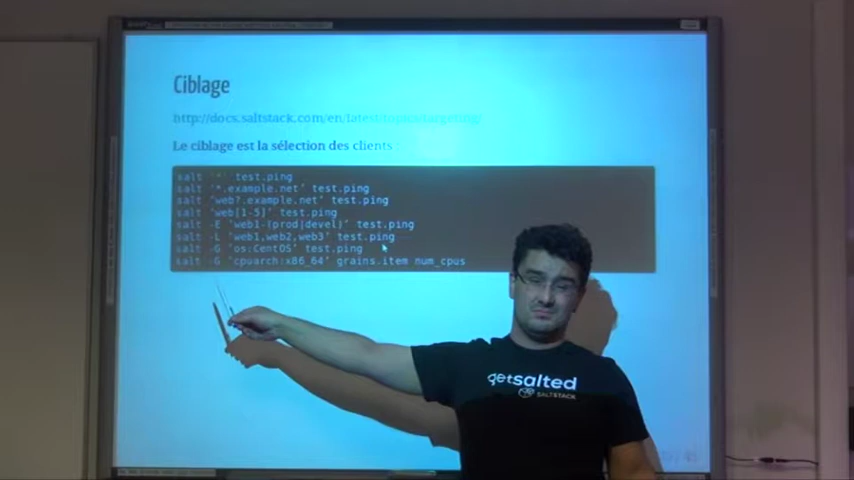 Ciblage
http://docs.saltstack.com/en/latest/topics/targeting/
Le ciblage est la sélection des clients :
salt '*' test.ping
salt '*.example.net' test.ping
salt 'web?.example.net' test.ping
salt 'web[1-5]' test.ping
salt -E 'web1-(prod|devel)' test.ping
salt -L 'web1,web2,web3' test.ping
salt -G 'os:CentOS' test.ping
salt -G 'cpuarch:x86_64' grains.item num_cpus
getsalted
SALTSTACK